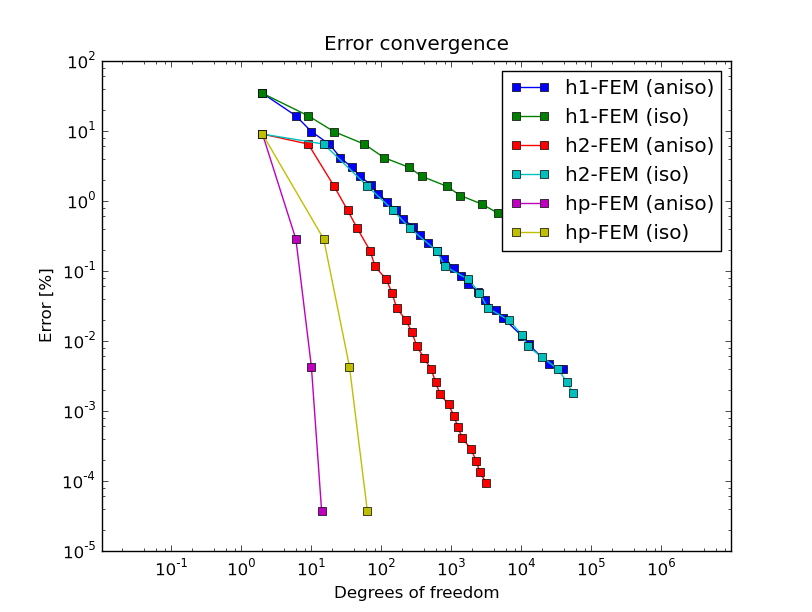 Error convergence
h1-FEM (aniso)
h1-FEM (iso)
h2-FEM (aniso)
h2-FEM (iso)
hp-FEM (aniso)
hp-FEM (iso)
Error [%]
10^2
10^1
10^0
10^-1
10^-2
10^-3
10^-4
10^-5
10^-1 10^0 10^1 10^2 10^3 10^4 10^5 10^6
Degrees of freedom